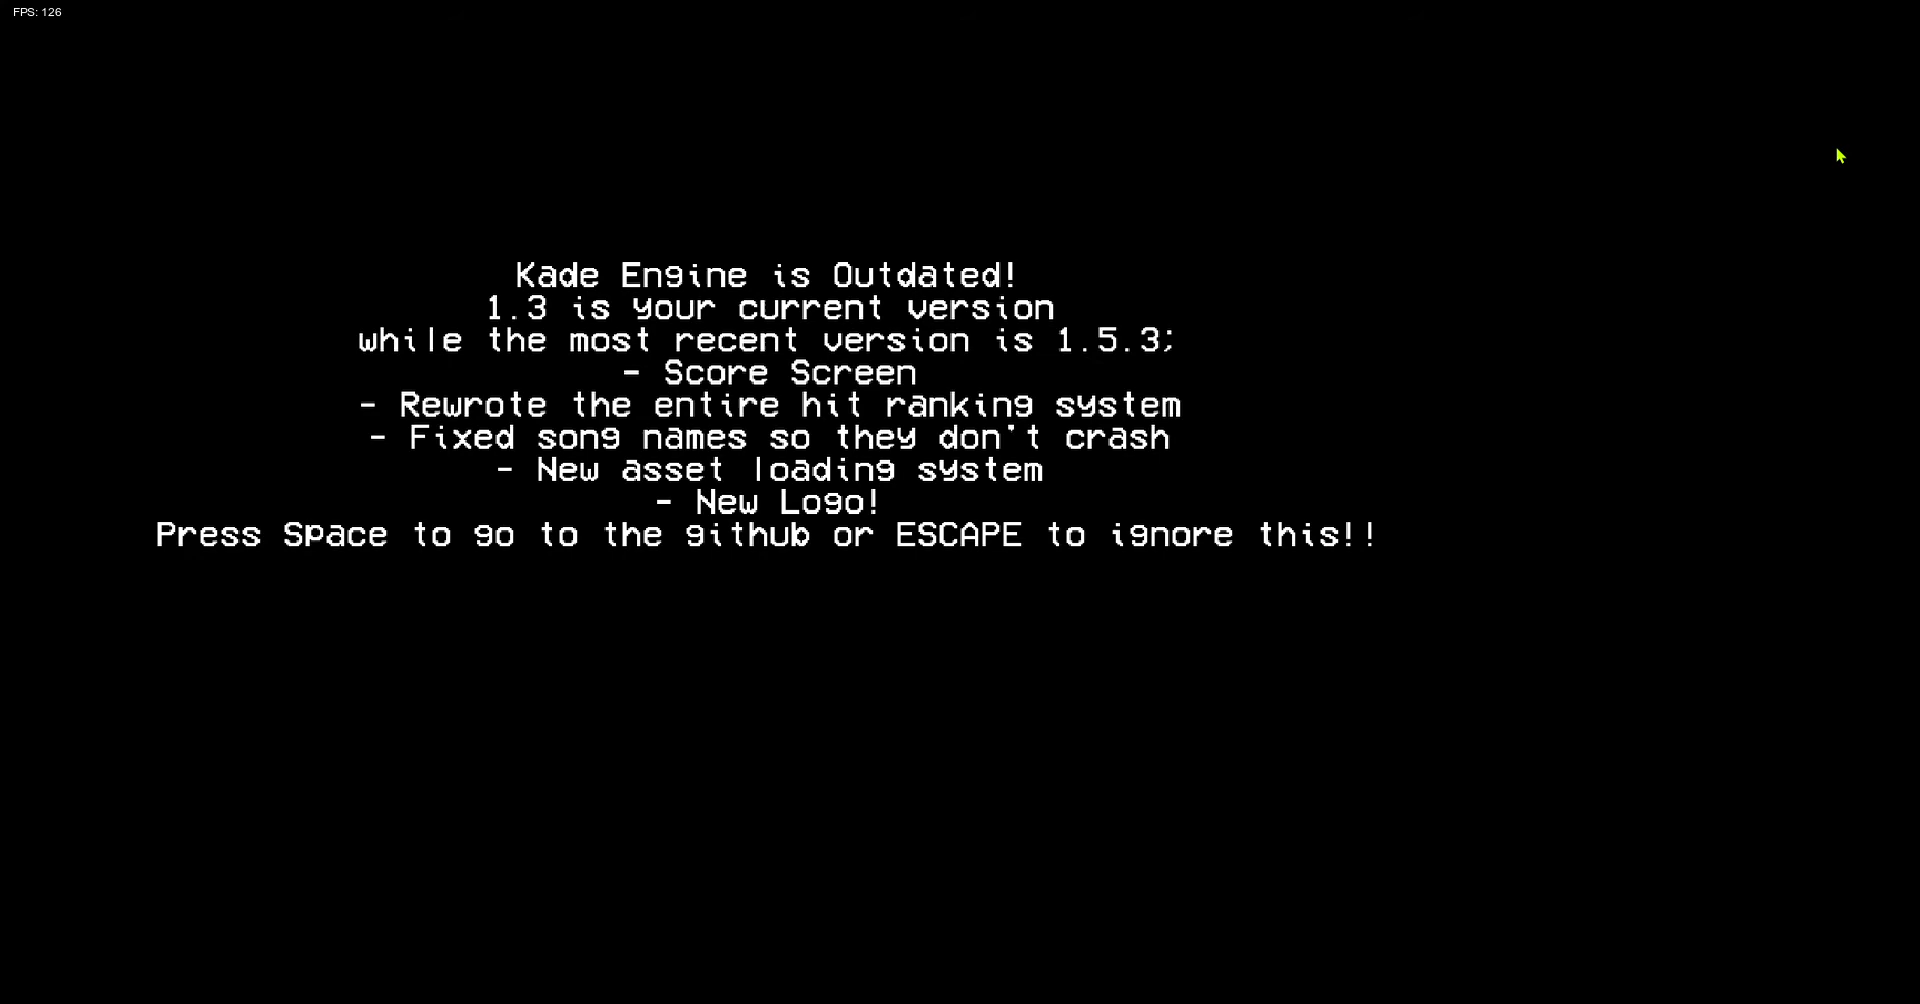 FPS: 126
Kade Engine is Outdated!
1.3 is your current version
while the most recent version is 1.5.3;
- Score Screen
- Rewrote the entire hit ranking system
- Fixed song names so they don't crash
- New asset loading system
- New Logo!
Press Space to go to the github or ESCAPE to ignore this!!